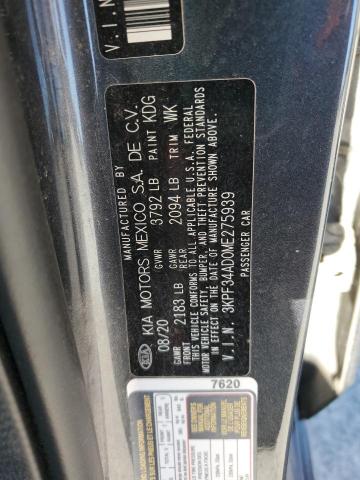 V.I.N
KIA KIA MOTORS MEXICO S.A. DE C.V.
MANUFACTURED BY
08/20 GVWR 3792 LB PAINT KDG
GAWR FRONT 2183 LB GAWR REAR 2094 LB TRIM WK
THIS VEHICLE CONFORMS TO ALL APPLICABLE U.S.A. FEDERAL
MOTOR VEHICLE SAFETY, BUMPER, AND THEFT PREVENTION STANDARDS
IN EFFECT ON THE DATE OF MANUFACTURE SHOWN ABOVE.
V.I.N. 3KPF34AD0ME275939
PASSENGER CAR
7620